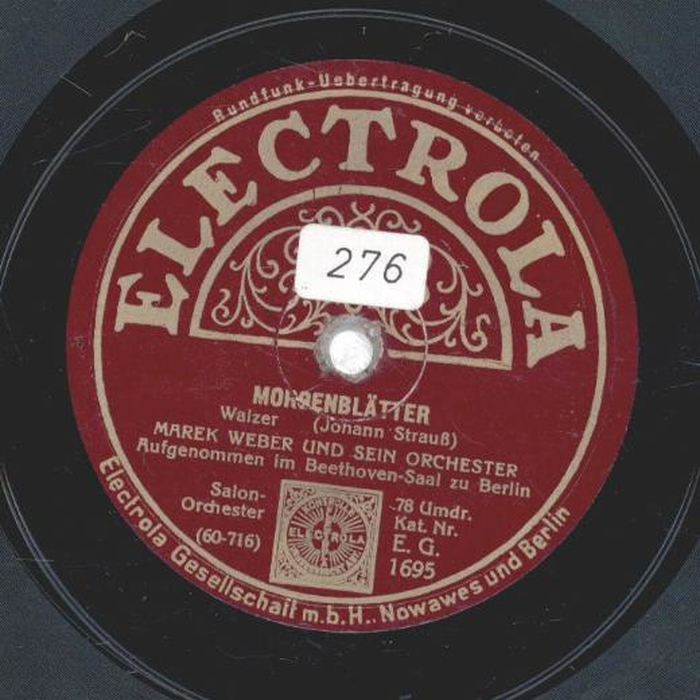 Rundfunk-Uebertragung verboten
ELECTROLA
276
MORGENBLÄTTER
Walzer (Johann Strauß)
MAREK WEBER UND SEIN ORCHESTER
Aufgenommen im Beethoven-Saal zu Berlin
Salon-
Orchester
(60-716)
ELECTROLA
78 Umdr.
Kat. Nr.
E. G.
1695
Electrola Gesellschaft m.b.H. Nowawes und Berlin